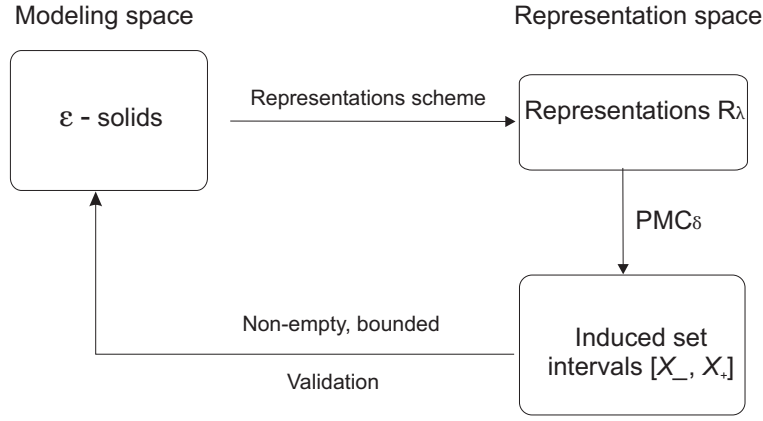 Modeling space
Representation space
ε - solids
Representations scheme
Representations Rλ
PMCδ
Non-empty, bounded
Validation
Induced set
intervals [X_, X₊]